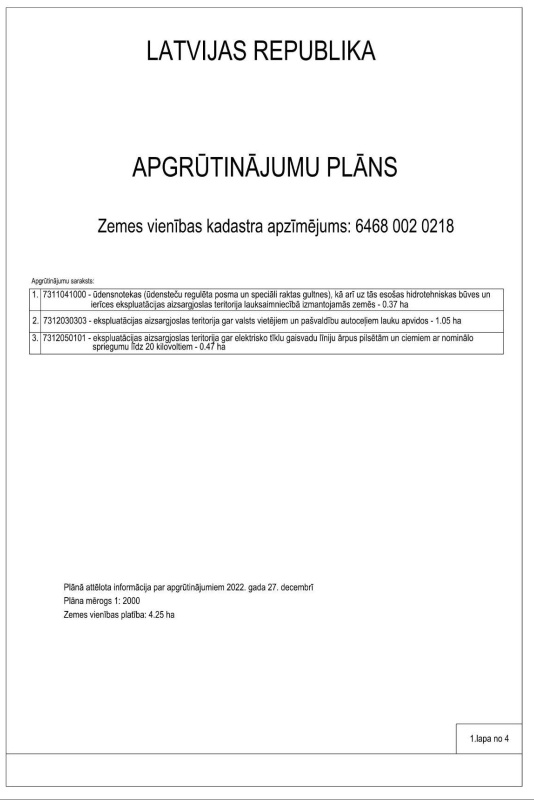 LATVIJAS REPUBLIKA
APGRŪTINĀJUMU PLĀNS
Zemes vienības kadastra apzīmējums: 6468 002 0218
Apgrūtinājumu saraksts:
1. 7311041000 - ūdensnotekas (ūdensteču regulēta posma un speciāli raktas gultnes), kā arī uz tās esošas hidrotehniskas būves un
ierīces ekspluatācijas aizsargjoslas teritorija lauksaimniecībā izmantojamās zemēs - 0.37 ha
2. 7312030303 - ekspluatācijas aizsargjoslas teritorija gar valsts vietējiem un pašvaldību autoceļiem lauku apvidos - 1.05 ha
3. 7312050101 - ekspluatācijas aizsargjoslas teritorija gar elektrisko tīklu gaisvadu līniju ārpus pilsētām un ciemiem ar nominālo
spriegumu līdz 20 kilovoltiem - 0.47 ha
Plānā attēlota informācija par apgrūtinājumiem 2022. gada 27. decembrī
Plāna mērogs 1: 2000
Zemes vienības platība: 4.25 ha
1.lapa no 4